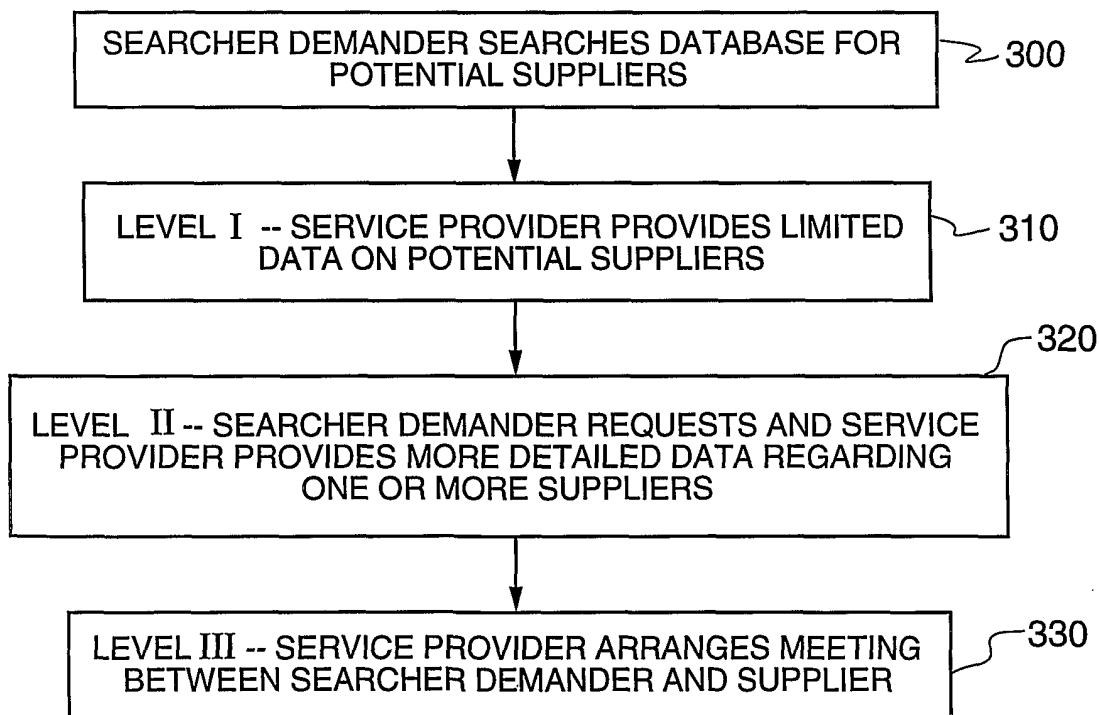 SEARCHER DEMANDER SEARCHES DATABASE FOR
POTENTIAL SUPPLIERS
300
LEVEL I -- SERVICE PROVIDER PROVIDES LIMITED
DATA ON POTENTIAL SUPPLIERS
310
320
LEVEL II -- SEARCHER DEMANDER REQUESTS AND SERVICE
PROVIDER PROVIDES MORE DETAILED DATA REGARDING
ONE OR MORE SUPPLIERS
330
LEVEL III -- SERVICE PROVIDER ARRANGES MEETING
BETWEEN SEARCHER DEMANDER AND SUPPLIER